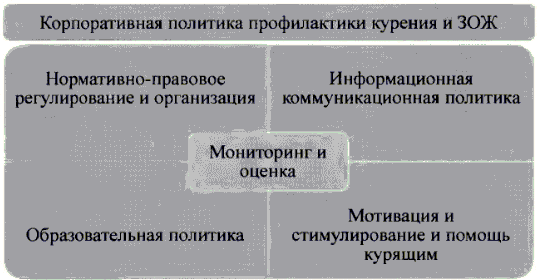 Корпоративная политика профилактики курения и ЗОЖ
Нормативно-правовое
регулирование и организация
Информационная
коммуникационная политика
Мониторинг и
оценка
Образовательная политика
Мотивация и
стимулирование и помощь
курящим